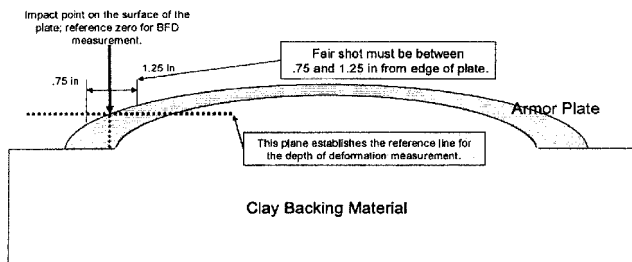 Impact point on the surface of the
plate; reference zero for BFD
measurement.
1.25 in
.75 in
Fair shot must be between
.75 and 1.25 in from edge of plate.
Armor Plate
This plane establishes the reference line for
the depth of deformation measurement.
Clay Backing Material